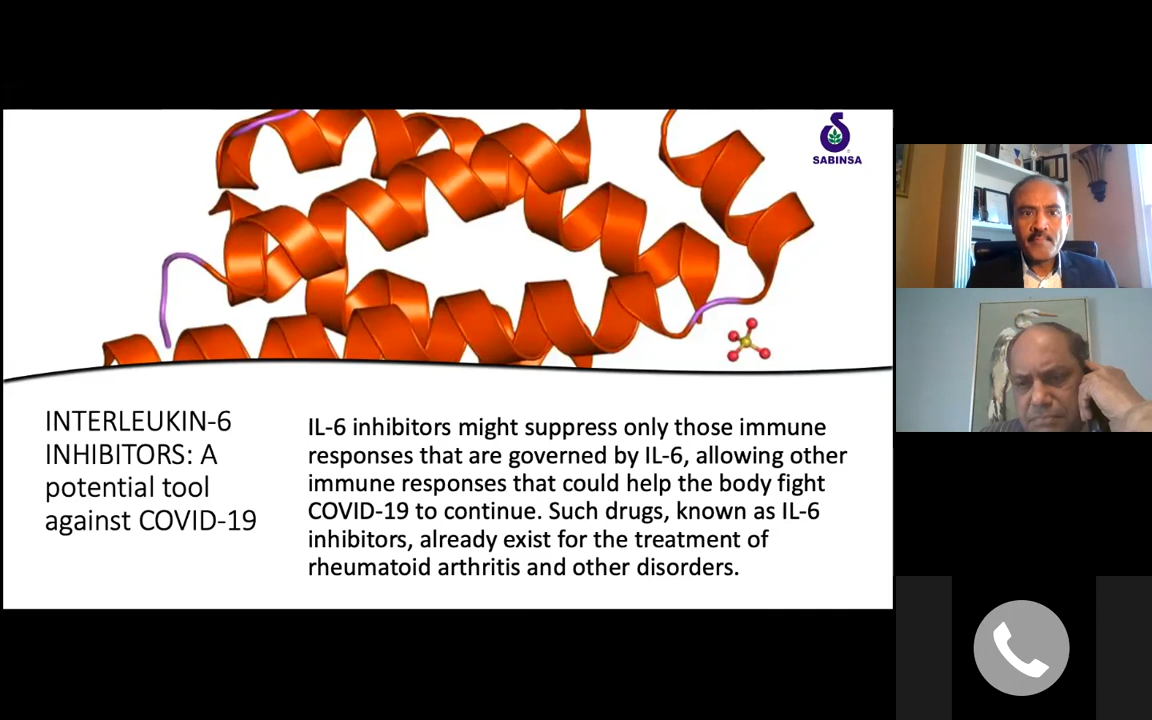 SABINSA
INTERLEUKIN-6
INHIBITORS: A
potential tool
against COVID-19
IL-6 inhibitors might suppress only those immune
responses that are governed by IL-6, allowing other
immune responses that could help the body fight
COVID-19 to continue. Such drugs, known as IL-6
inhibitors, already exist for the treatment of
rheumatoid arthritis and other disorders.